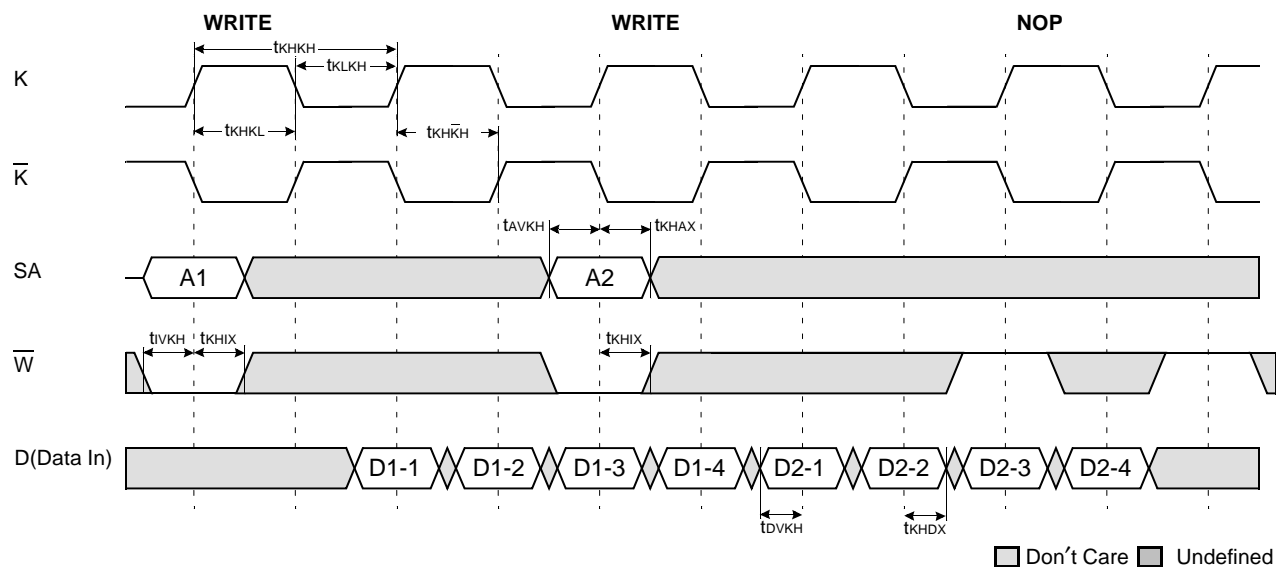 WRITE WRITE NOP
tKHKH
K tKLKH
tKHKL tKHK̅H
K̅
tAVKH tKHAX
SA A1 A2
tIVKH tKHIX tKHIX
W̅
D(Data In) D1-1 D1-2 D1-3 D1-4 D2-1 D2-2 D2-3 D2-4
tDVKH tKHDX
Don′t Care Undefined